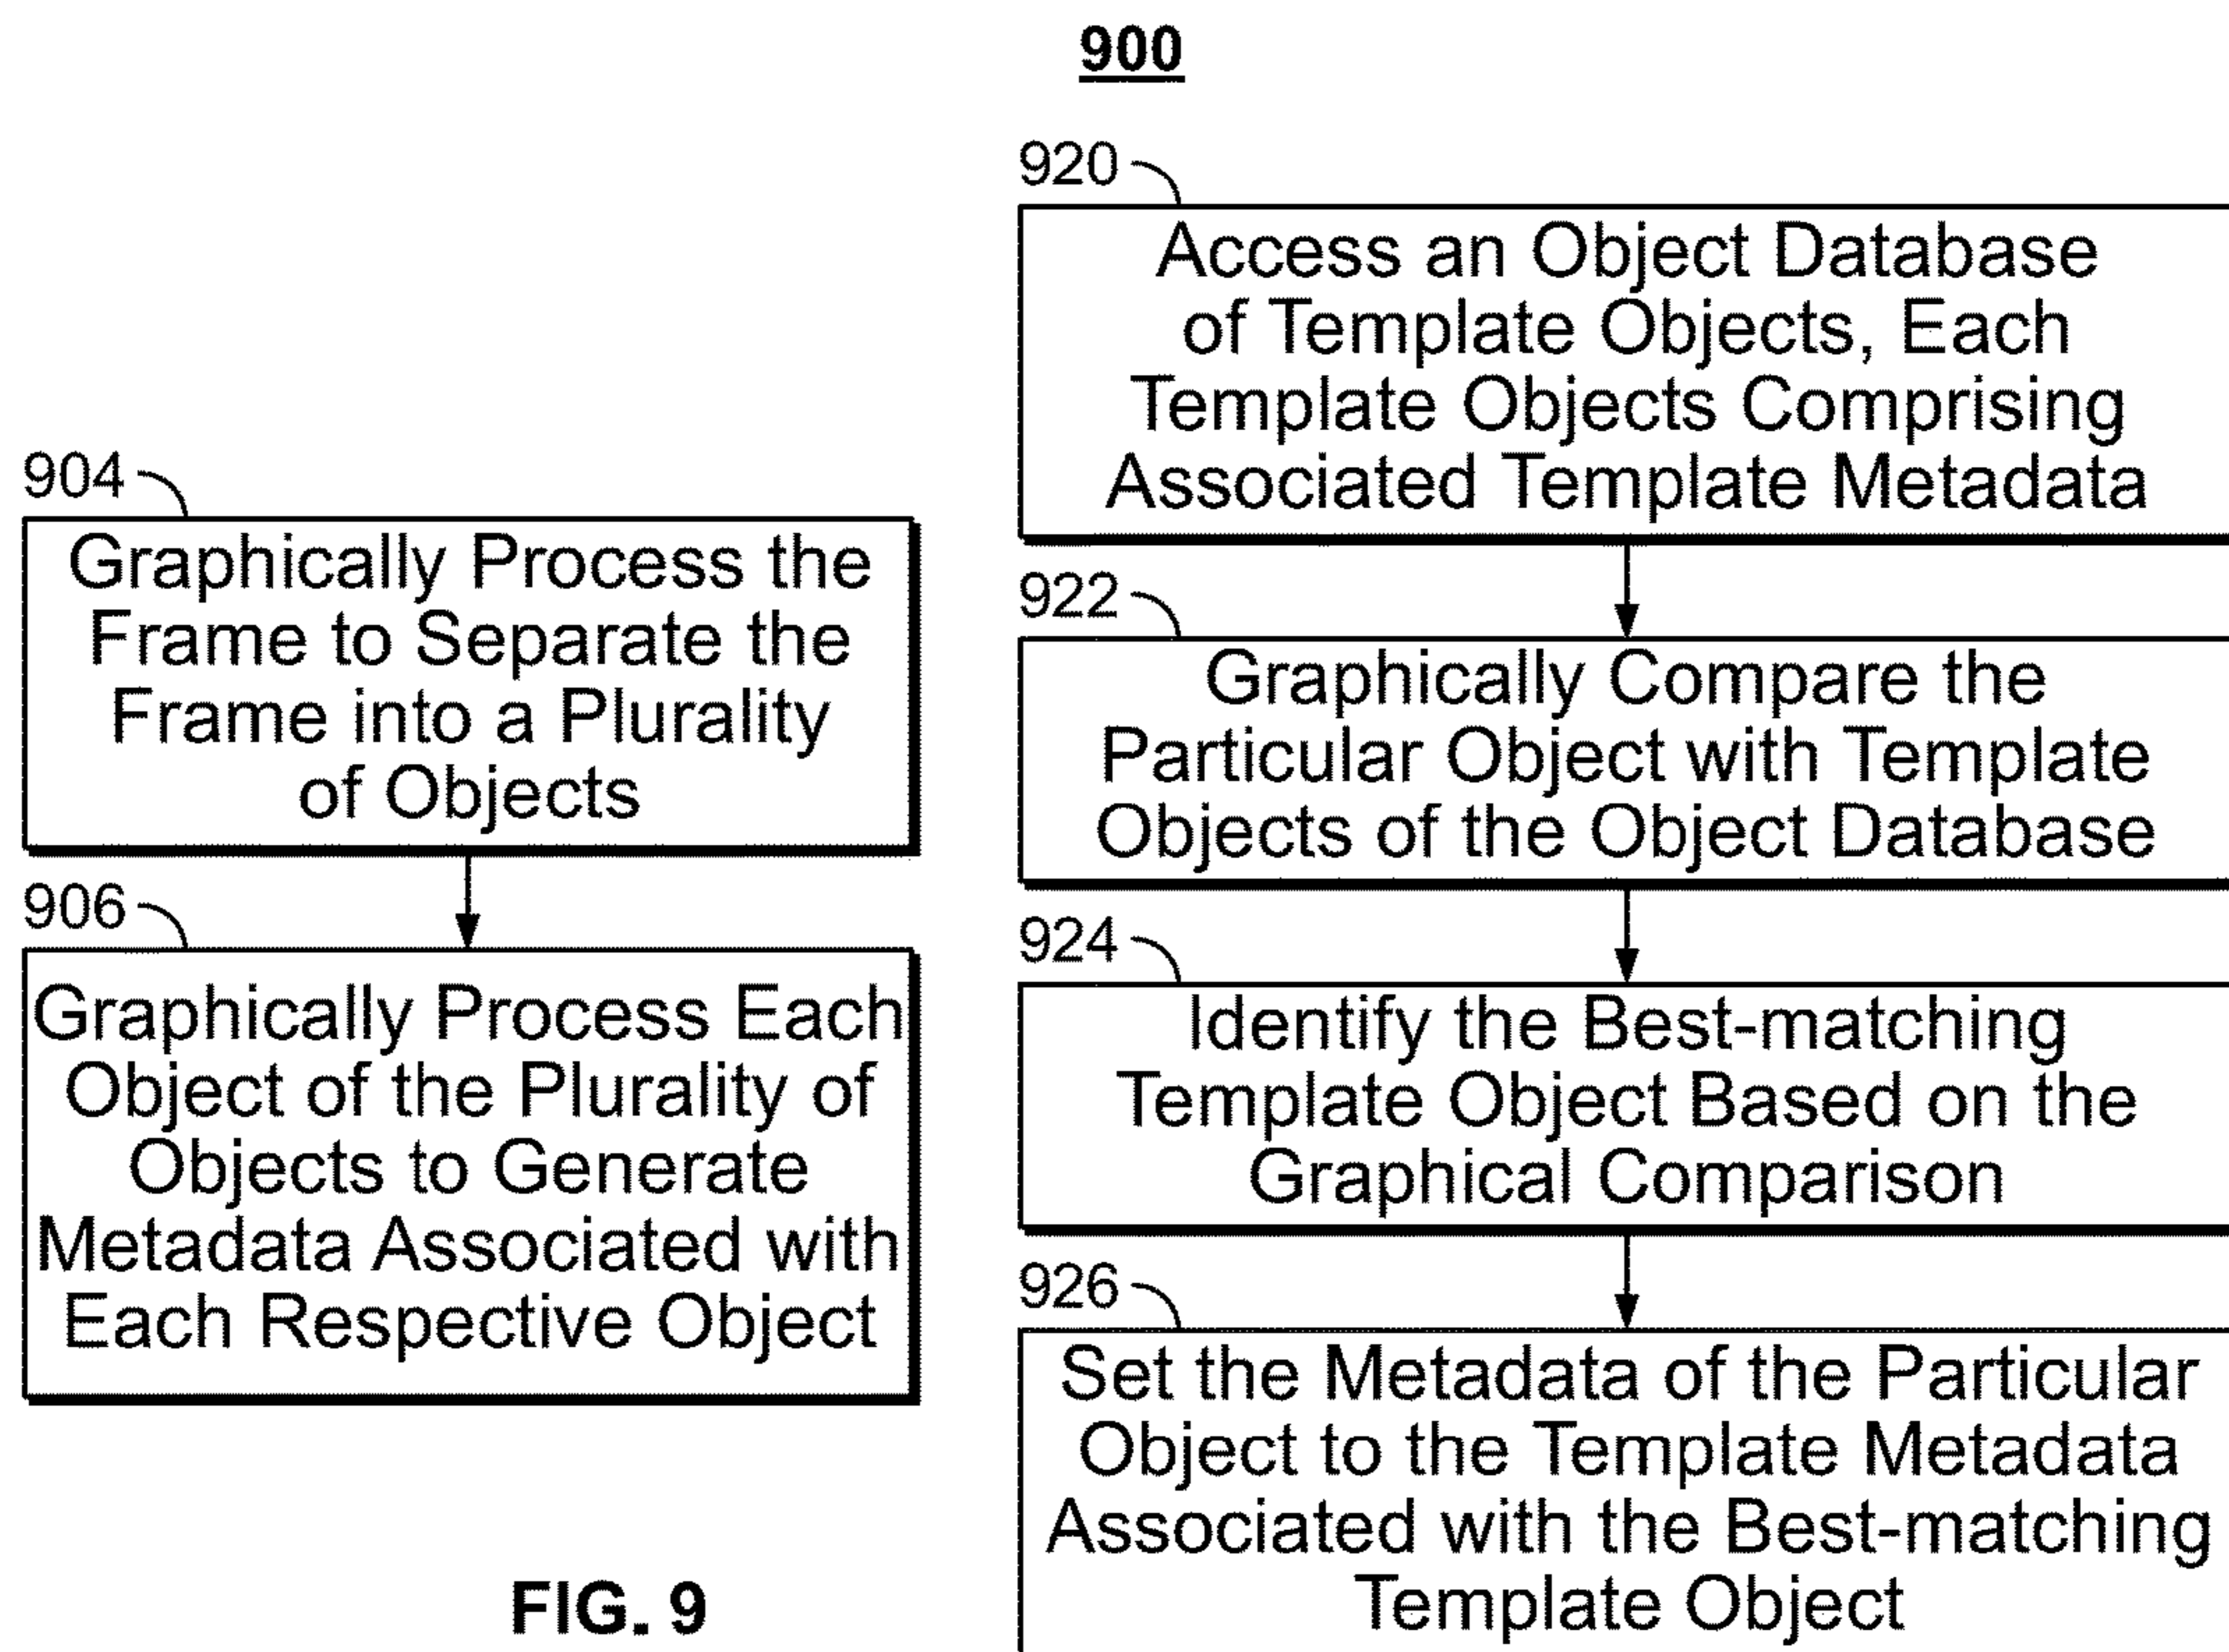 900
904
Graphically Process the
Frame to Separate the
Frame into a Plurality
of Objects
906
Graphically Process Each
Object of the Plurality of
Objects to Generate
Metadata Associated with
Each Respective Object
920
Access an Object Database
of Template Objects, Each
Template Objects Comprising
Associated Template Metadata
922
Graphically Compare the
Particular Object with Template
Objects of the Object Database
924
Identify the Best-matching
Template Object Based on the
Graphical Comparison
926
Set the Metadata of the Particular
Object to the Template Metadata
Associated with the Best-matching
Template Object
FIG. 9